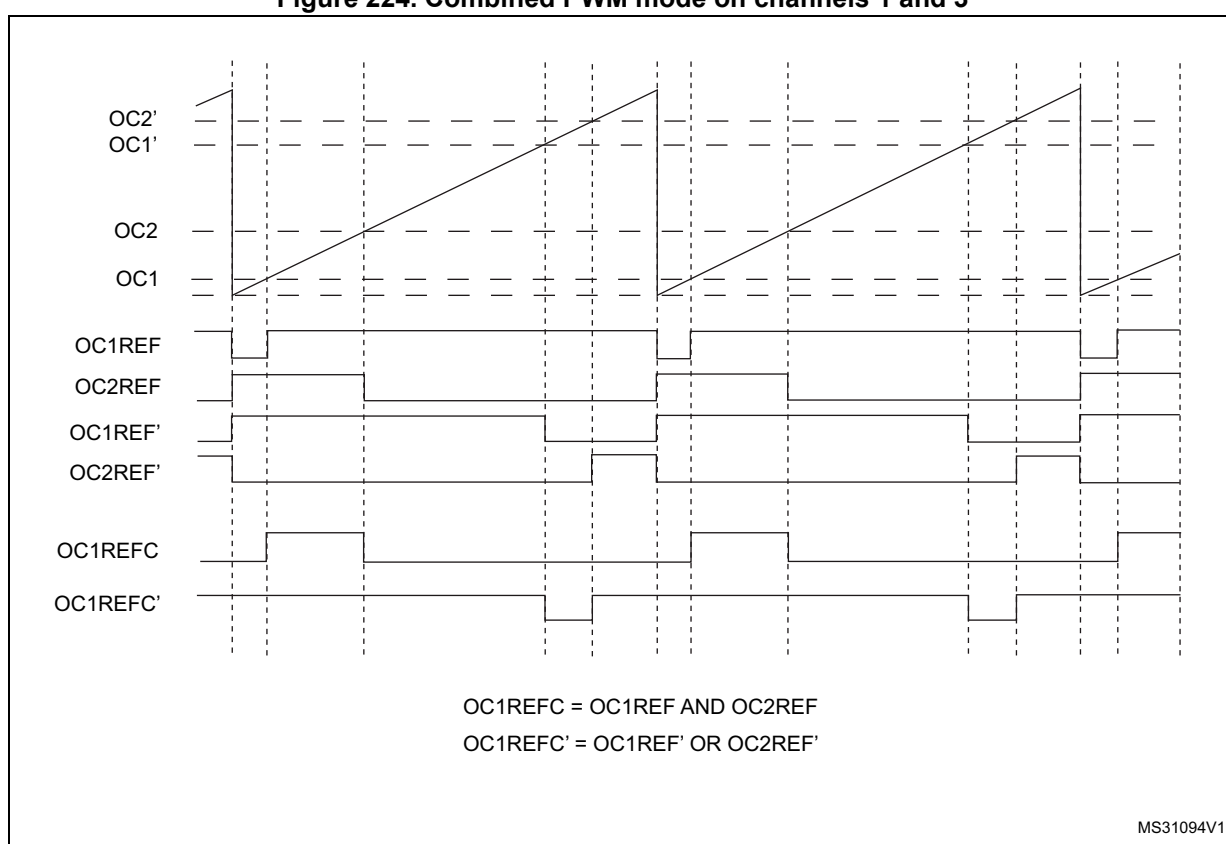 Figure 224. Combined PWM mode on channels 1 and 3
OC2’
OC1’
OC2
OC1
OC1REF
OC2REF
OC1REF’
OC2REF’
OC1REFC
OC1REFC’
OC1REFC = OC1REF AND OC2REF
OC1REFC’ = OC1REF’ OR OC2REF’
MS31094V1